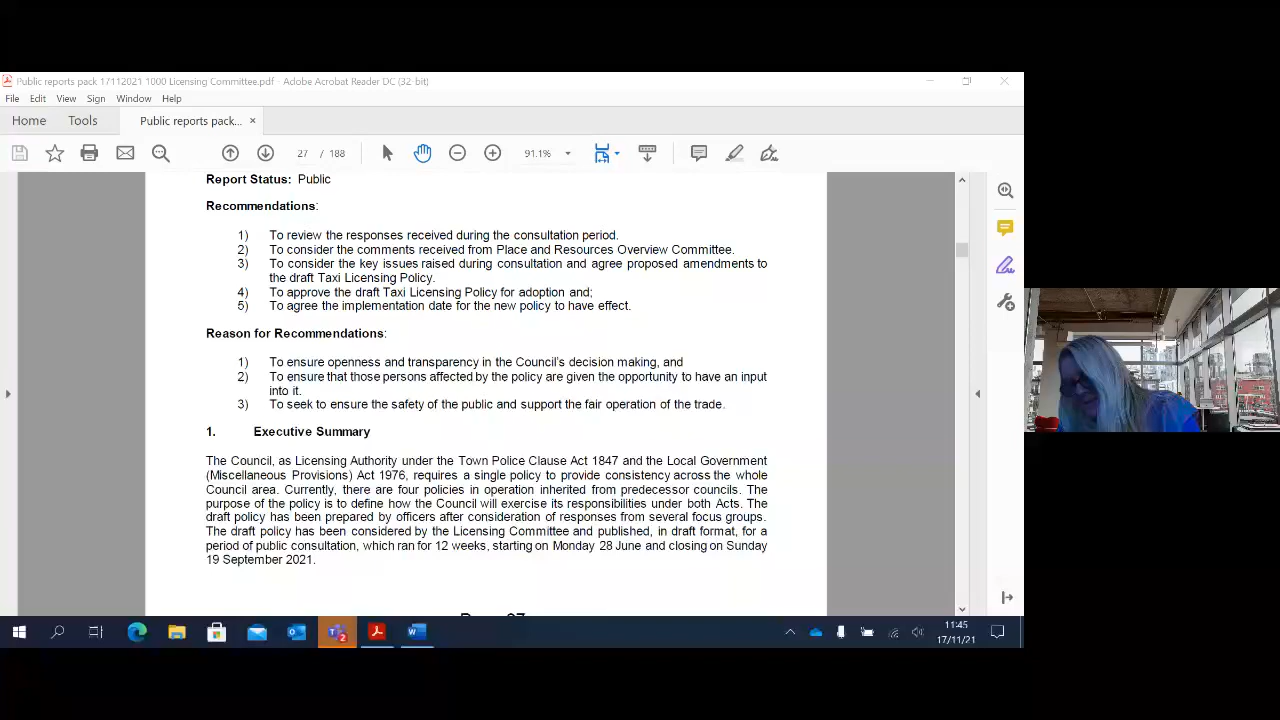 Public reports pack 17112021 1000 Licensing Committee.pdf - Adobe Acrobat Reader DC (32-bit)
File Edit View Sign Window Help
Home Tools Public reports pack... ×
27 / 188 91.1%
Report Status: Public
Recommendations:
1) To review the responses received during the consultation period.
2) To consider the comments received from Place and Resources Overview Committee.
3) To consider the key issues raised during consultation and agree proposed amendments to
the draft Taxi Licensing Policy.
4) To approve the draft Taxi Licensing Policy for adoption and;
5) To agree the implementation date for the new policy to have effect.
Reason for Recommendations:
1) To ensure openness and transparency in the Council's decision making, and
2) To ensure that those persons affected by the policy are given the opportunity to have an input
into it.
3) To seek to ensure the safety of the public and support the fair operation of the trade.
1. Executive Summary
The Council, as Licensing Authority under the Town Police Clause Act 1847 and the Local Government
(Miscellaneous Provisions) Act 1976, requires a single policy to provide consistency across the whole
Council area. Currently, there are four policies in operation inherited from predecessor councils. The
purpose of the policy is to define how the Council will exercise its responsibilities under both Acts. The
draft policy has been prepared by officers after consideration of responses from several focus groups.
The draft policy has been considered by the Licensing Committee and published, in draft format, for a
period of public consultation, which ran for 12 weeks, starting on Monday 28 June and closing on Sunday
19 September 2021.
11:45
17/11/21